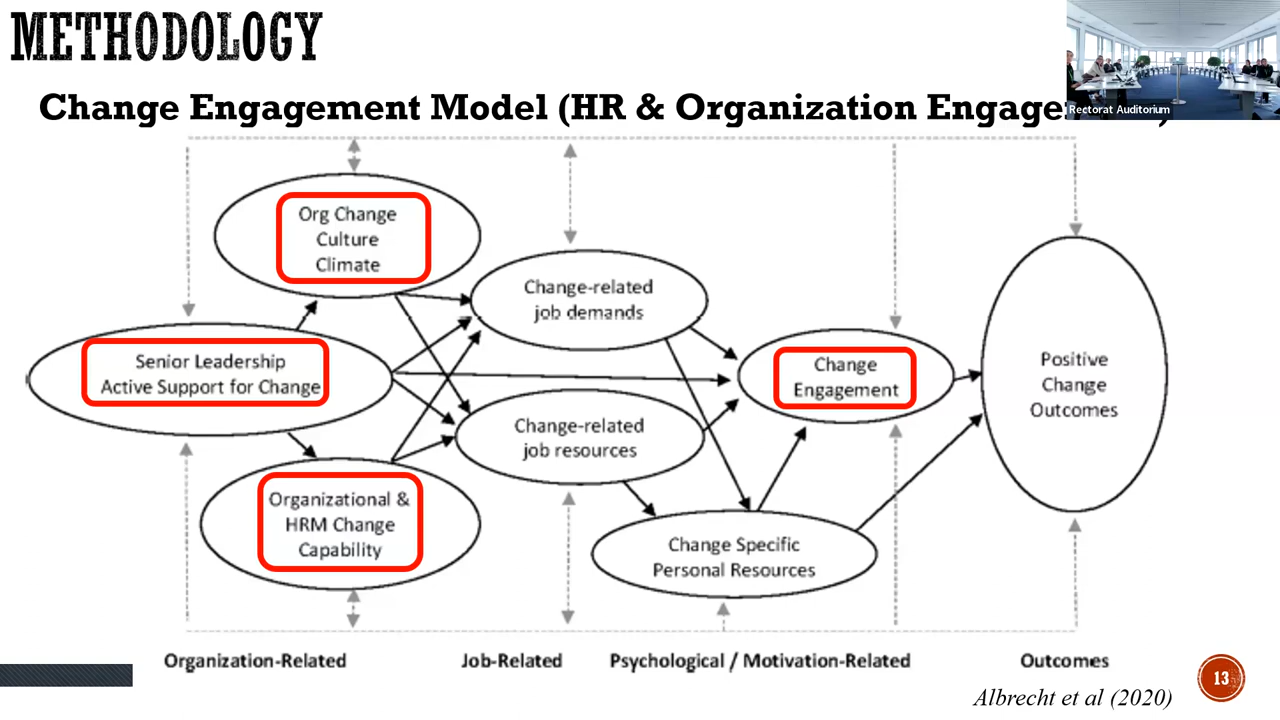 METHODOLOGY
Change Engagement Model (HR & Organization Engage
Rectorat Auditorium
Org Change
Culture
Climate
Change-related
job demands
Senior Leadership
Active Support for Change
Change
Engagement
Positive
Change
Outcomes
Change-related
job resources
Organizational &
HRM Change
Capability
Change Specific
Personal Resources
Organization-Related
Job-Related
Psychological / Motivation-Related
Outcomes
13
Albrecht et al (2020)